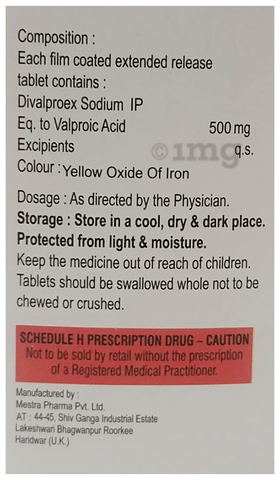 Composition :
Each film coated extended release
tablet contains :
Divalproex Sodium IP
Eq. to Valproic Acid 500 mg
Excipients q.s.
© 1mg
Colour : Yellow Oxide Of Iron
Dosage : As directed by the Physician.
Storage : Store in a cool, dry & dark place.
Protected from light & moisture.
Keep the medicine out of reach of children.
Tablets should be swallowed whole not to be
chewed or crushed.
SCHEDULE H PRESCRIPTION DRUG – CAUTION
Not to be sold by retail without the prescription
of a Registered Medical Practitioner.
Manufactured by :
Mestra Pharma Pvt. Ltd.
AT : 44-45, Shiv Ganga Industrial Estate
Lakeshwari Bhagwanpur Roorkee
Haridwar (U.K.)